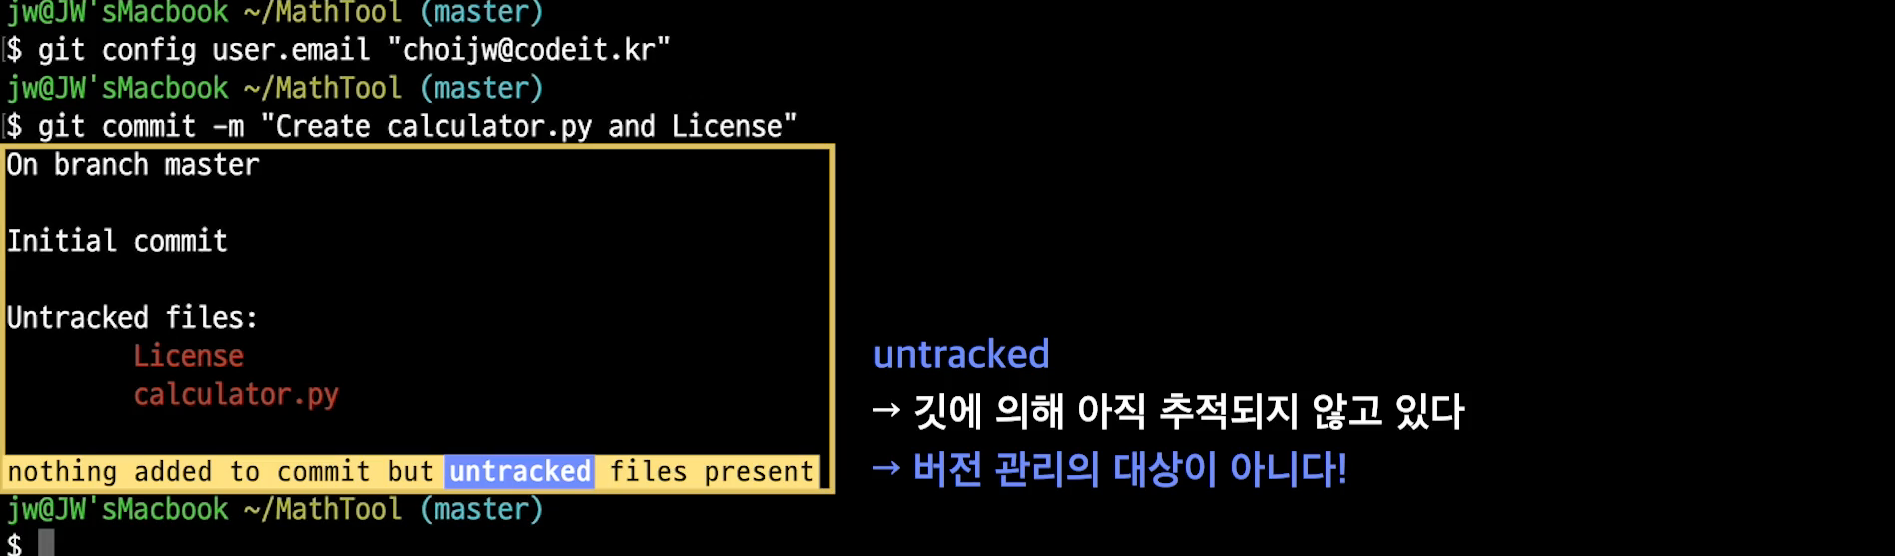 jw@JW'sMacbook ~/MathTool (master)
$ git config user.email "choijw@codeit.kr"
jw@JW'sMacbook ~/MathTool (master)
$ git commit -m "Create calculator.py and License"
On branch master
Initial commit
Untracked files:
License
calculator.py
nothing added to commit but untracked files present
jw@JW'sMacbook ~/MathTool (master)
$
untracked
→ 깃에 의해 아직 추적되지 않고 있다
→ 버전 관리의 대상이 아니다!